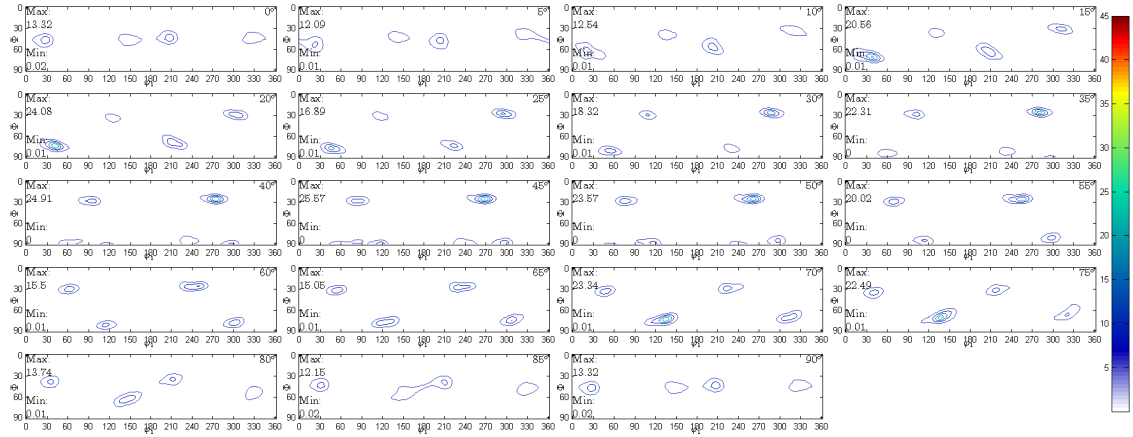 Max: 0° Max: 5° Max: 10° Max: 15°
13.32 12.09 12.54 20.56
Min: Min: Min: Min:
0.02 0.01 0.01 0.01
Max: 20° Max: 25° Max: 30° Max: 35°
24.08 16.89 18.32 22.31
Min: Min: Min: Min:
0.01 0.01 0.01 0.01
Max: 40° Max: 45° Max: 50° Max: 55°
24.91 25.57 23.57 20.02
Min: Min: Min: Min:
0 0 0 0
Max: 60° Max: 65° Max: 70° Max: 75°
15.5 15.05 23.34 22.49
Min: Min: Min: Min:
0.01 0.01 0.01 0.01
Max: 80° Max: 85° Max: 90°
13.74 12.15 13.32
Min: Min: Min:
0.01 0.02 0.02
0 30 60 90 120 150 180 210 240 270 300 330 360
φ1
Φ
0
30
60
90
45
40
35
30
25
20
15
10
5